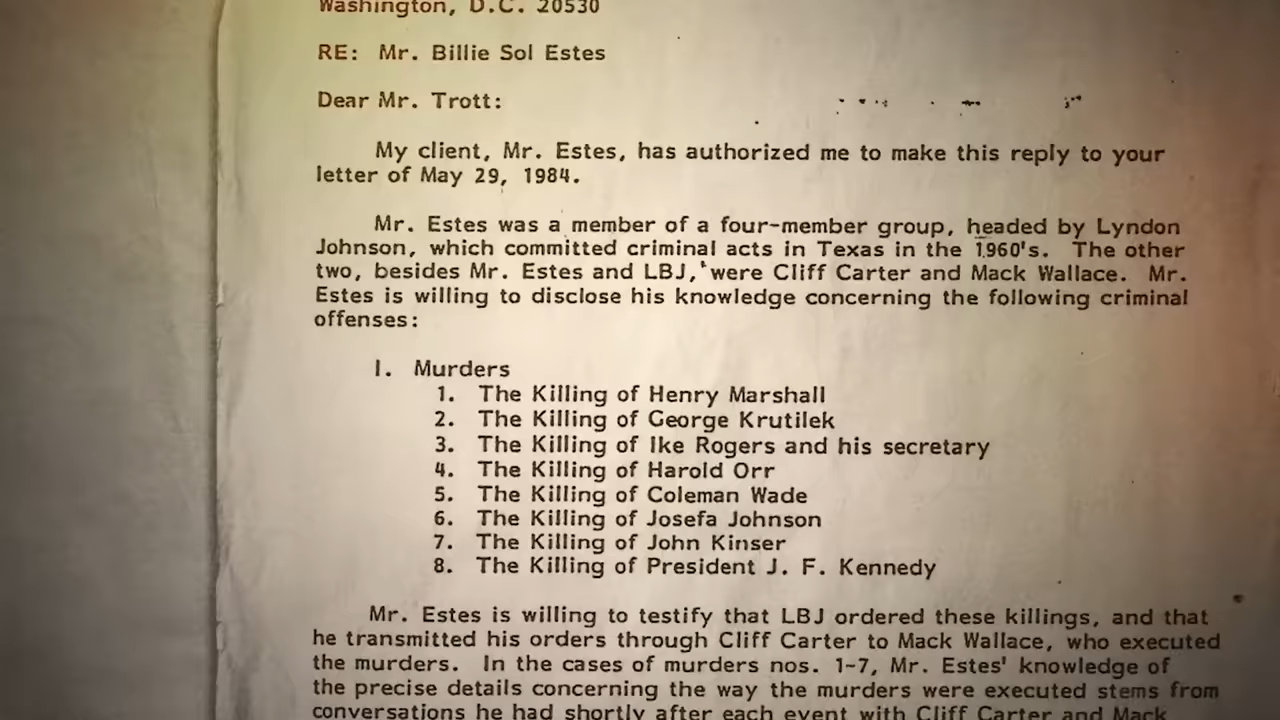 Washington, D.C. 20530
RE: Mr. Billie Sol Estes
Dear Mr. Trott:
My client, Mr. Estes, has authorized me to make this reply to your
letter of May 29, 1984.
Mr. Estes was a member of a four-member group, headed by Lyndon
Johnson, which committed criminal acts in Texas in the 1960's. The other
two, besides Mr. Estes and LBJ, were Cliff Carter and Mack Wallace. Mr.
Estes is willing to disclose his knowledge concerning the following criminal
offenses:
I. Murders
1. The Killing of Henry Marshall
2. The Killing of George Krutilek
3. The Killing of Ike Rogers and his secretary
4. The Killing of Harold Orr
5. The Killing of Coleman Wade
6. The Killing of Josefa Johnson
7. The Killing of John Kinser
8. The Killing of President J. F. Kennedy
Mr. Estes is willing to testify that LBJ ordered these killings, and that
he transmitted his orders through Cliff Carter to Mack Wallace, who executed
the murders. In the cases of murders nos. 1-7, Mr. Estes' knowledge of
the precise details concerning the way the murders were executed stems from
conversations he had shortly after each event with Cliff Carter and Mack